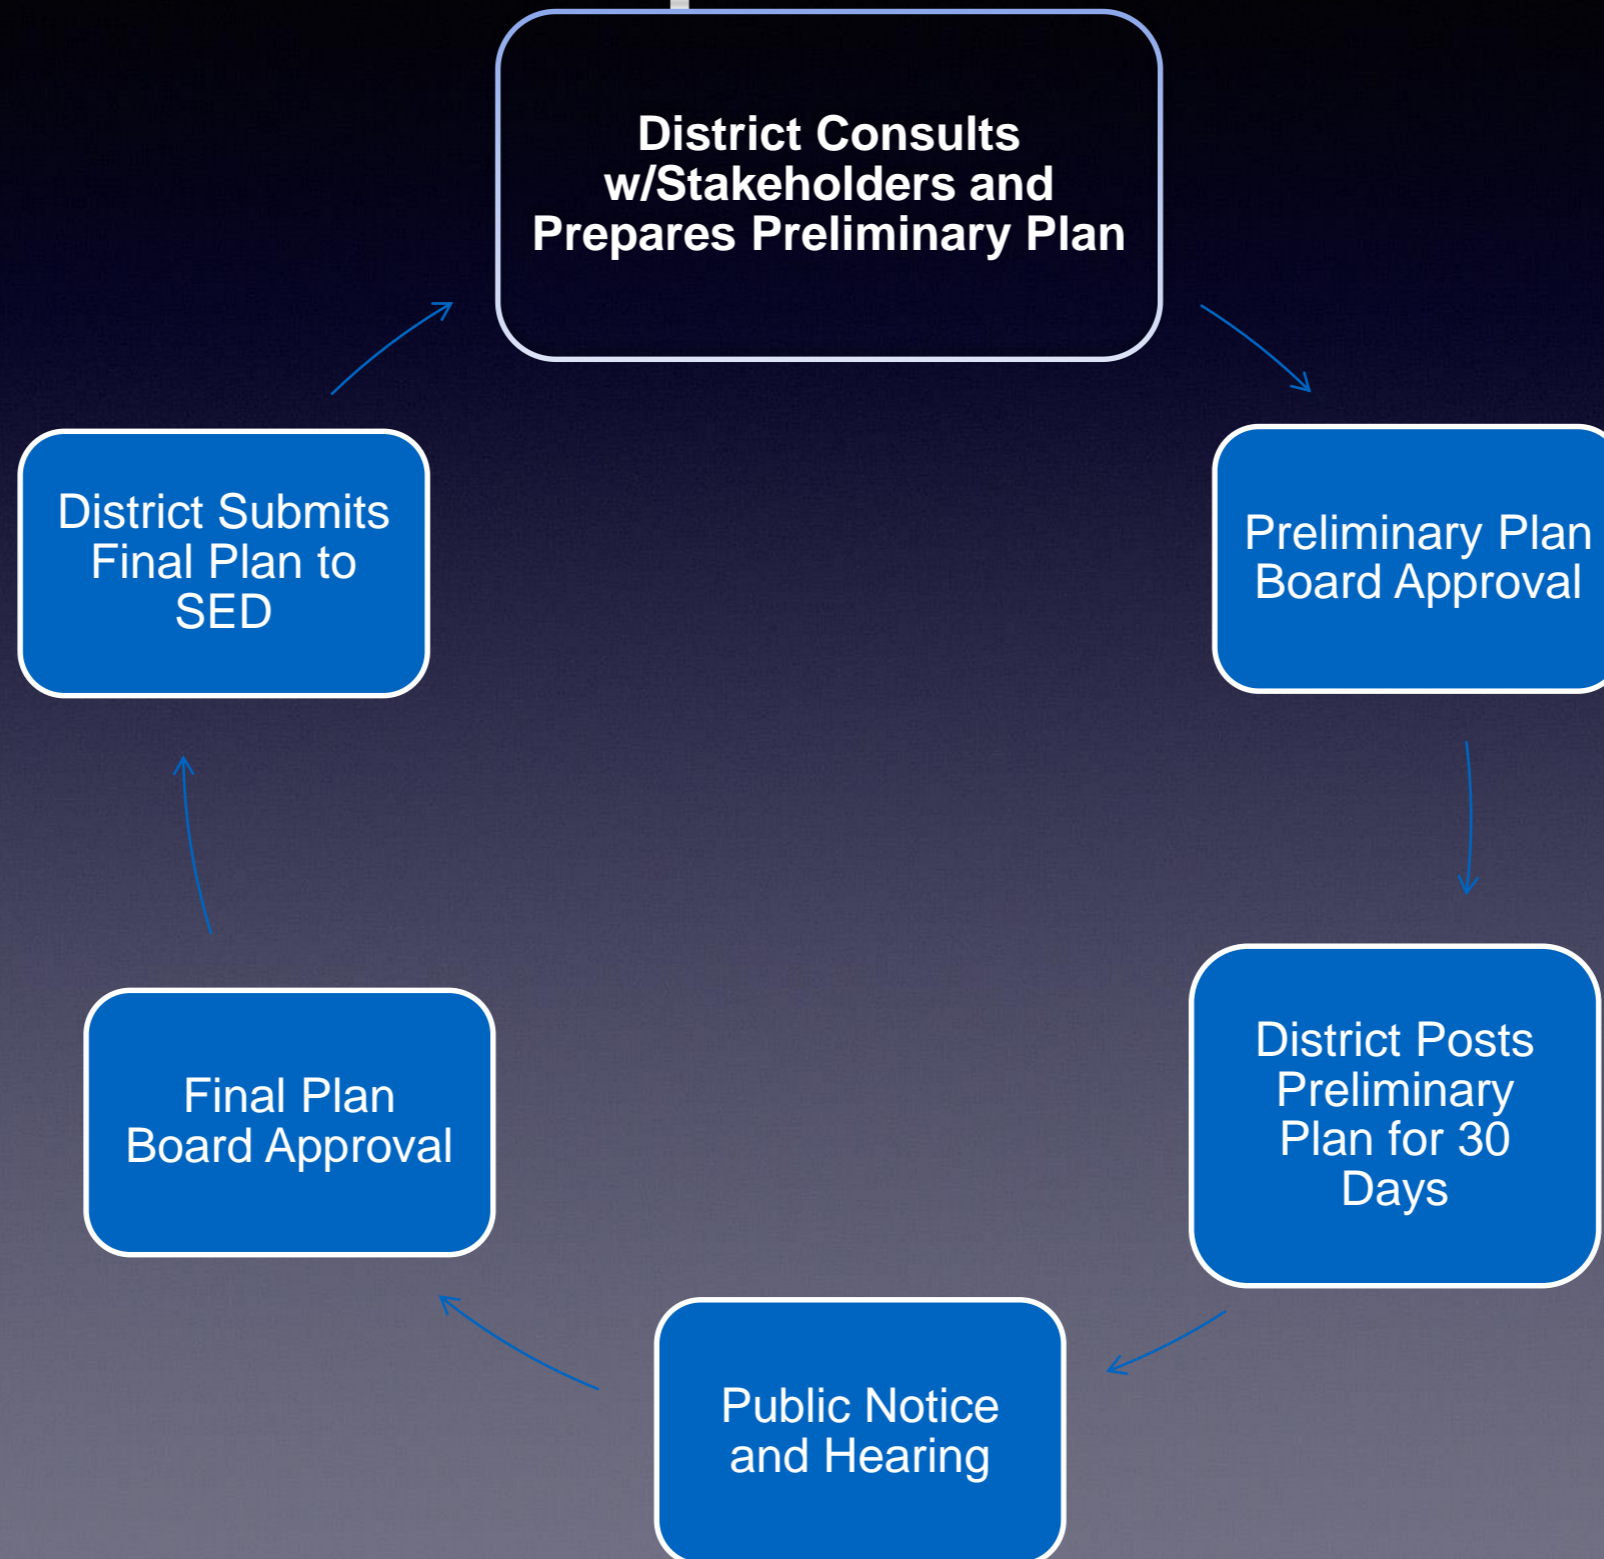 District Consults
w/Stakeholders and
Prepares Preliminary Plan
Preliminary Plan
Board Approval
District Posts
Preliminary
Plan for 30
Days
Public Notice
and Hearing
Final Plan
Board Approval
District Submits
Final Plan to
SED